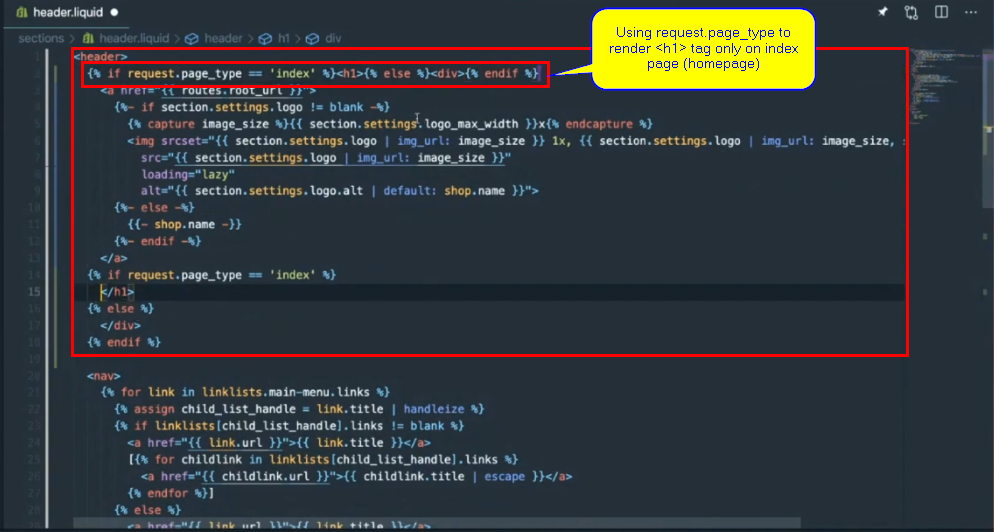 header.liquid
sections > header.liquid > header > h1 > div
Using request.page_type to
render <h1> tag only on index
page (homepage)
1 <header>
{% if request.page_type == 'index' %}<h1>{% else %}<div>{% endif %}
3 <a href="{{ routes.root_url }}">
4 {%- if section.settings.logo != blank -%}
5 {% capture image_size %}{{ section.settings.logo_max_width }}x{% endcapture %}
6 <img srcset="{{ section.settings.logo | img_url: image_size }} 1x, {{ section.settings.logo | img_url: image_size,
7 src="{{ section.settings.logo | img_url: image_size }}"
8 loading="lazy"
9 alt="{{ section.settings.logo.alt | default: shop.name }}">
10 {%- else -%}
11 {{- shop.name -}}
12 {%- endif -%}
13 </a>
14 {% if request.page_type == 'index' %}
15 </h1>
16 {% else %}
17 </div>
18 {% endif %}
19
20 <nav>
21 {% for link in linklists.main-menu.links %}
22 {% assign child_list_handle = link.title | handleize %}
23 {% if linklists[child_list_handle].links != blank %}
24 <a href="{{ link.url }}">{{ link.title }}</a>
25 [{% for childlink in linklists[child_list_handle].links %}
26 <a href="{{ childlink.url }}">{{ childlink.title | escape }}</a>
27 {% endfor %}]
28 {% else %}
<a href="{{ link.url }}">{{ link.title }}</a>